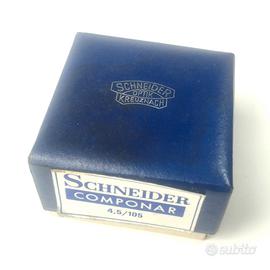 SCHNEIDER
OPTIK
KREUZNACH
SCHNEIDER
COMPONAR
4,5/105
subito